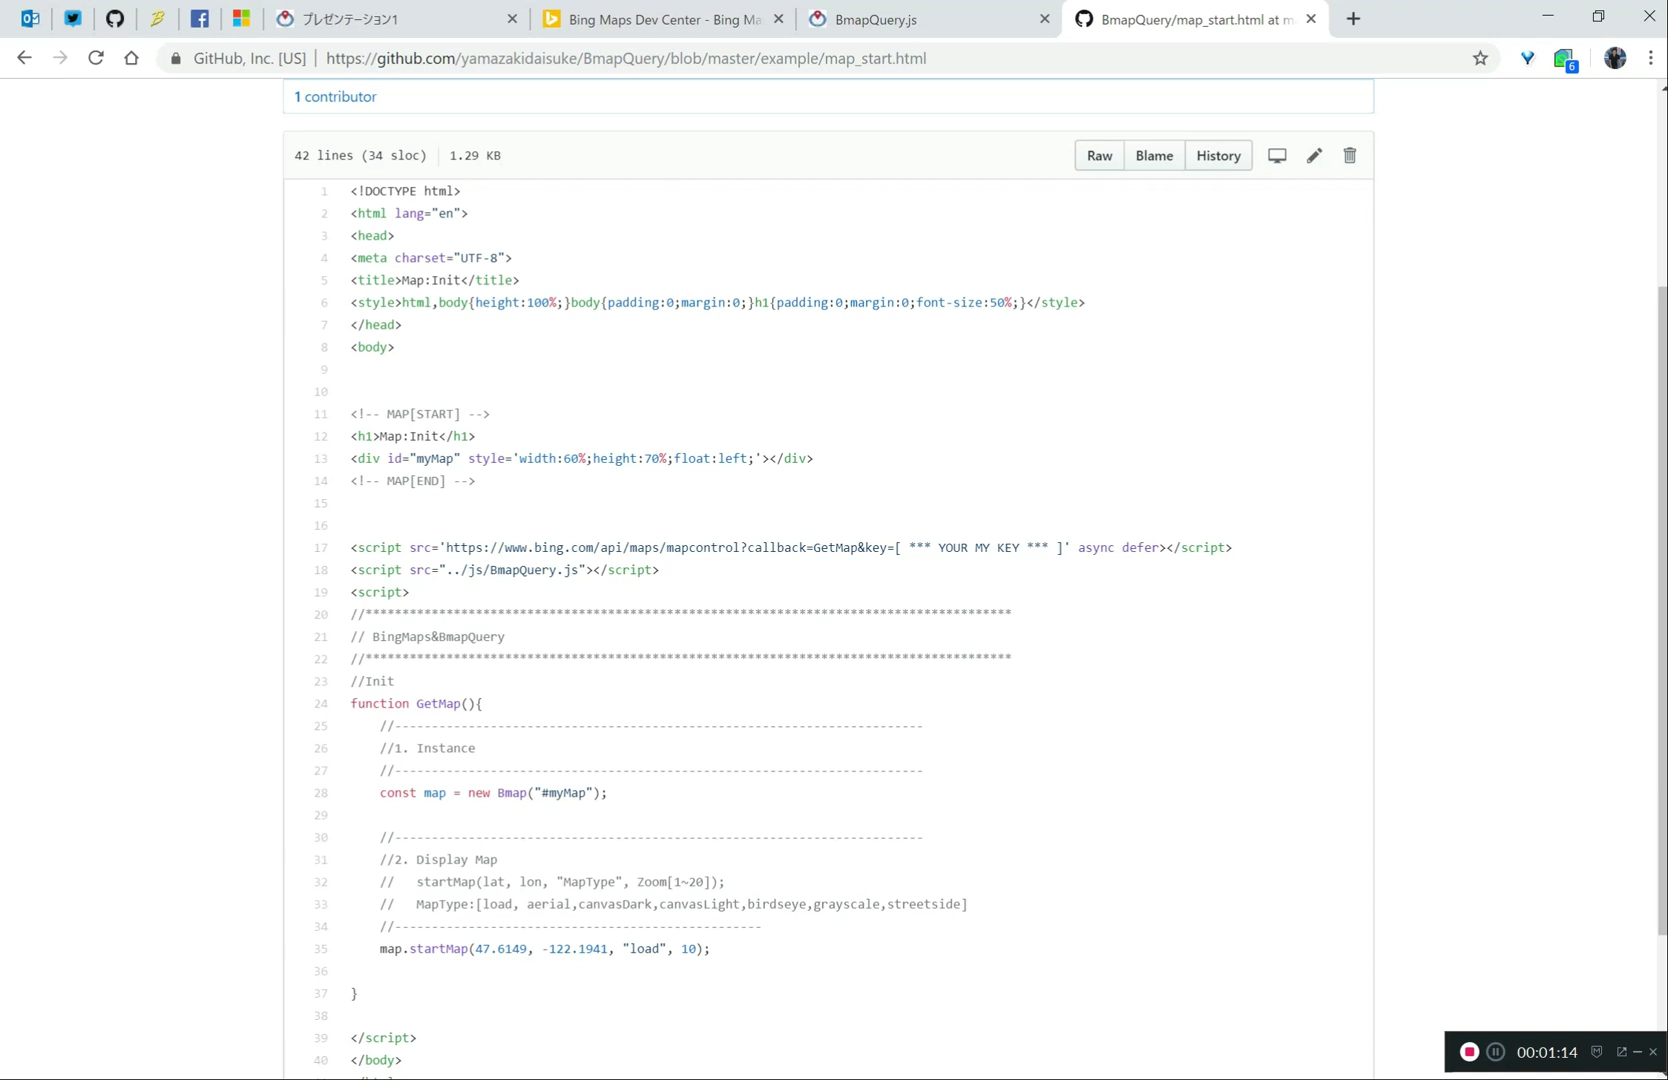 プレゼンテーション1
Bing Maps Dev Center - Bing Ma
BmapQuery.js
BmapQuery/map_start.html at m
GitHub, Inc. [US] | https://github.com/yamazakidaisuke/BmapQuery/blob/master/example/map_start.html
6
1 contributor
42 lines (34 sloc) 1.29 KB
Raw Blame History
1 <!DOCTYPE html>
2 <html lang="en">
3 <head>
4 <meta charset="UTF-8">
5 <title>Map:Init</title>
6 <style>html,body{height:100%;}body{padding:0;margin:0;}h1{padding:0;margin:0;font-size:50%;}</style>
7 </head>
8 <body>
9
10
11 <!-- MAP[START] -->
12 <h1>Map:Init</h1>
13 <div id="myMap" style='width:60%;height:70%;float:left;'></div>
14 <!-- MAP[END] -->
15
16
17 <script src='https://www.bing.com/api/maps/mapcontrol?callback=GetMap&key=[ *** YOUR MY KEY *** ]' async defer></script>
18 <script src="../js/BmapQuery.js"></script>
19 <script>
20 //****************************************************************************************
21 // BingMaps&BmapQuery
22 //****************************************************************************************
23 //Init
24 function GetMap(){
25 //------------------------------------------------------------------------
26 //1. Instance
27 //------------------------------------------------------------------------
28 const map = new Bmap("#myMap");
29
30 //------------------------------------------------------------------------
31 //2. Display Map
32 // startMap(lat, lon, "MapType", Zoom[1~20]);
33 // MapType:[load, aerial,canvasDark,canvasLight,birdseye,grayscale,streetside]
34 //--------------------------------------------------
35 map.startMap(47.6149, -122.1941, "load", 10);
36
37 }
38
39 </script>
40 </body>
00:01:14